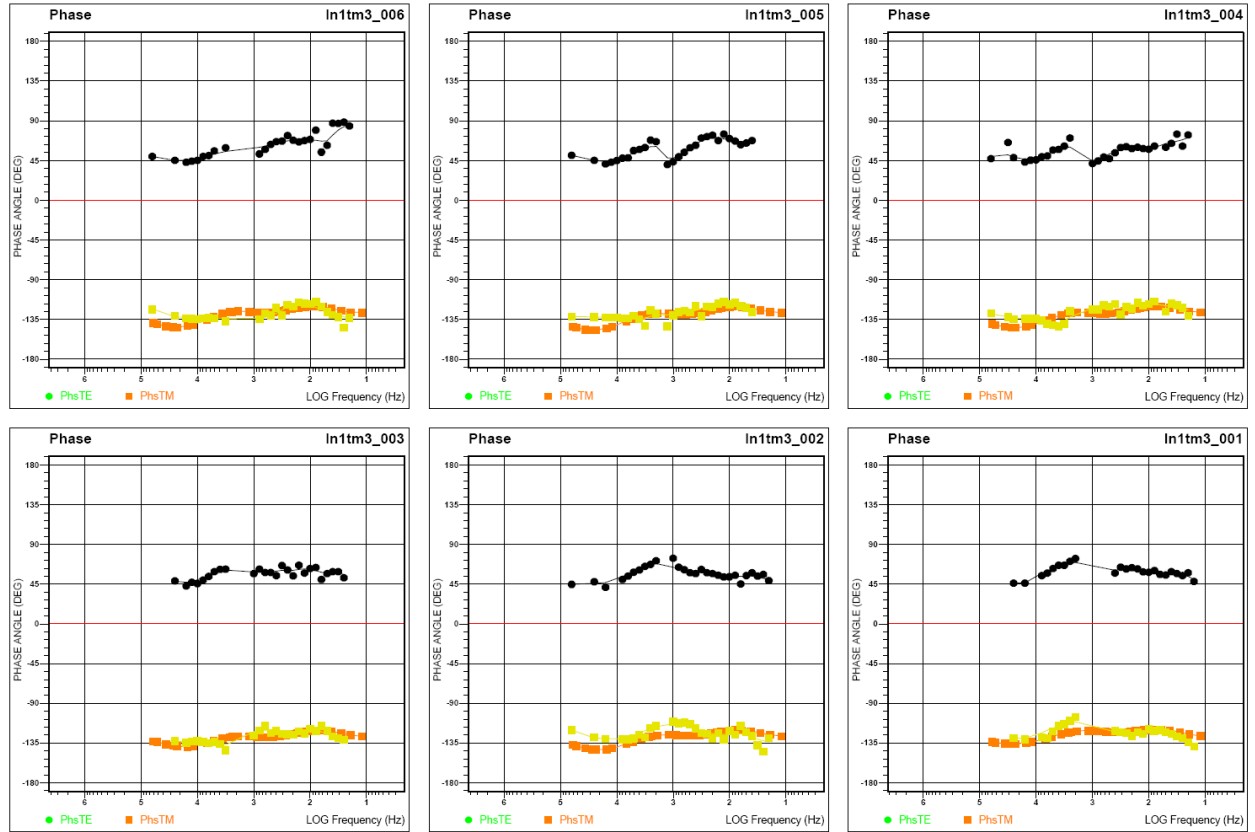 Phase ln1tm3_006
180
135
90
45
0
-45
-90
-135
-180
PHASE ANGLE (DEG)
6 5 4 3 2 1
PhsTE PhsTM LOG Frequency (Hz)
Phase ln1tm3_005
180
135
90
45
0
-45
-90
-135
-180
PHASE ANGLE (DEG)
6 5 4 3 2 1
PhsTE PhsTM LOG Frequency (Hz)
Phase ln1tm3_004
180
135
90
45
0
-45
-90
-135
-180
PHASE ANGLE (DEG)
6 5 4 3 2 1
PhsTE PhsTM LOG Frequency (Hz)
Phase ln1tm3_003
180
135
90
45
0
-45
-90
-135
-180
PHASE ANGLE (DEG)
6 5 4 3 2 1
PhsTE PhsTM LOG Frequency (Hz)
Phase ln1tm3_002
180
135
90
45
0
-45
-90
-135
-180
PHASE ANGLE (DEG)
6 5 4 3 2 1
PhsTE PhsTM LOG Frequency (Hz)
Phase ln1tm3_001
180
135
90
45
0
-45
-90
-135
-180
PHASE ANGLE (DEG)
6 5 4 3 2 1
PhsTE PhsTM LOG Frequency (Hz)